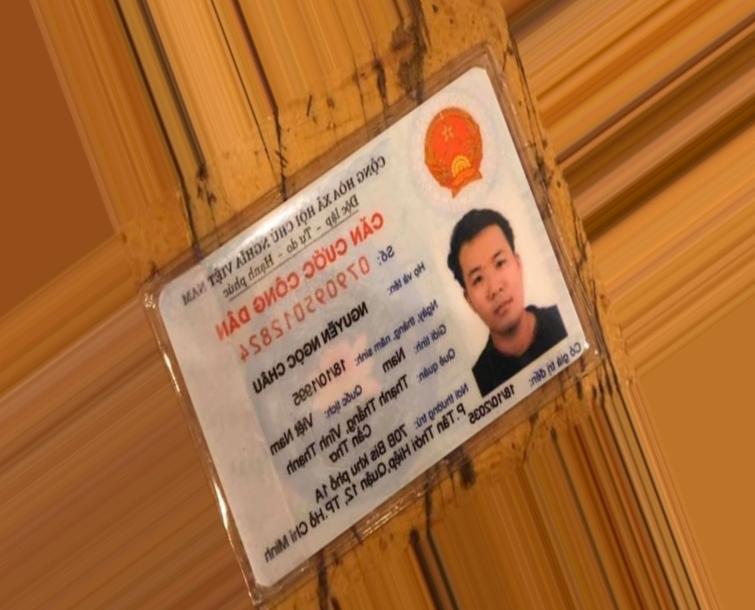 CỘNG HÒA XÃ HỘI CHỦ NGHĨA VIỆT NAM
Độc lập - Tự do - Hạnh phúc
CĂN CƯỚC CÔNG DÂN
Số: 079095012824
Họ và tên:
NGUYỄN NGỌC CHÂU
Ngày, tháng, năm sinh: 18/10/1995
Giới tính: Nam Quốc tịch: Việt Nam
Quê quán: Thạnh Thắng, Vĩnh Thạnh
Cần Thơ
Nơi thường trú: 70B Bis Khu phố 1A
P.Tân Thới Hiệp, Quận 12, TP.Hồ Chí Minh
Có giá trị đến: 18/10/2035